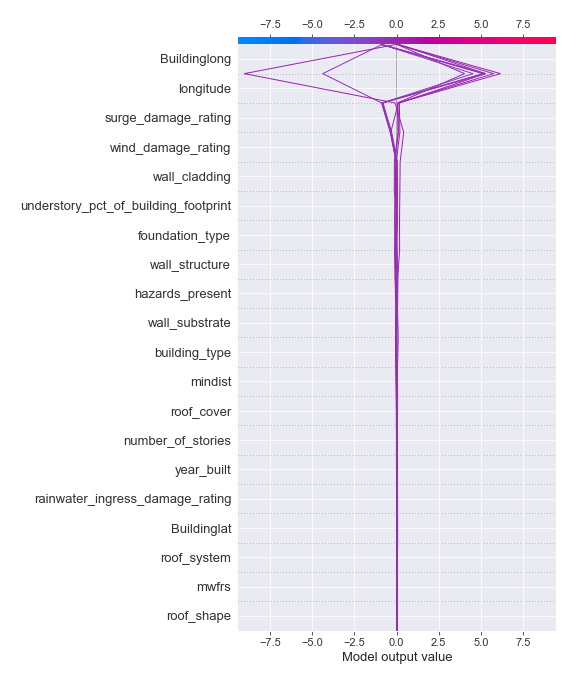 −7.5 −5.0 −2.5 0.0 2.5 5.0 7.5
Buildinglong
longitude
surge_damage_rating
wind_damage_rating
wall_cladding
understory_pct_of_building_footprint
foundation_type
wall_structure
hazards_present
wall_substrate
building_type
mindist
roof_cover
number_of_stories
year_built
rainwater_ingress_damage_rating
Buildinglat
roof_system
mwfrs
roof_shape
−7.5 −5.0 −2.5 0.0 2.5 5.0 7.5
Model output value